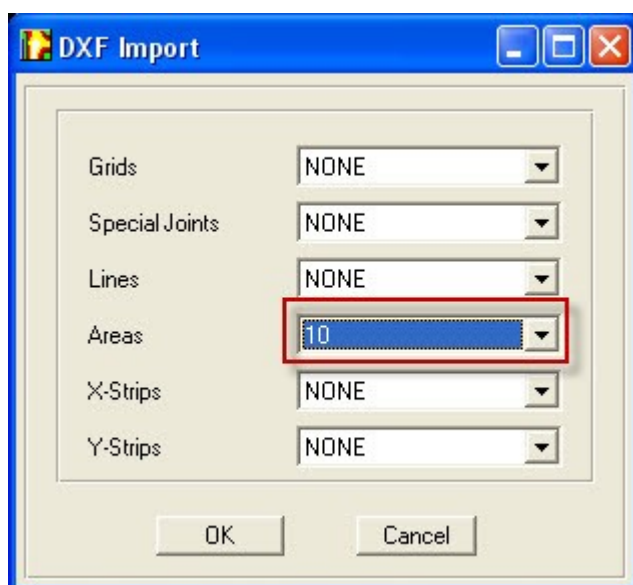 DXF Import
Grids NONE
Special Joints NONE
Lines NONE
Areas 10
X-Strips NONE
Y-Strips NONE
OK Cancel